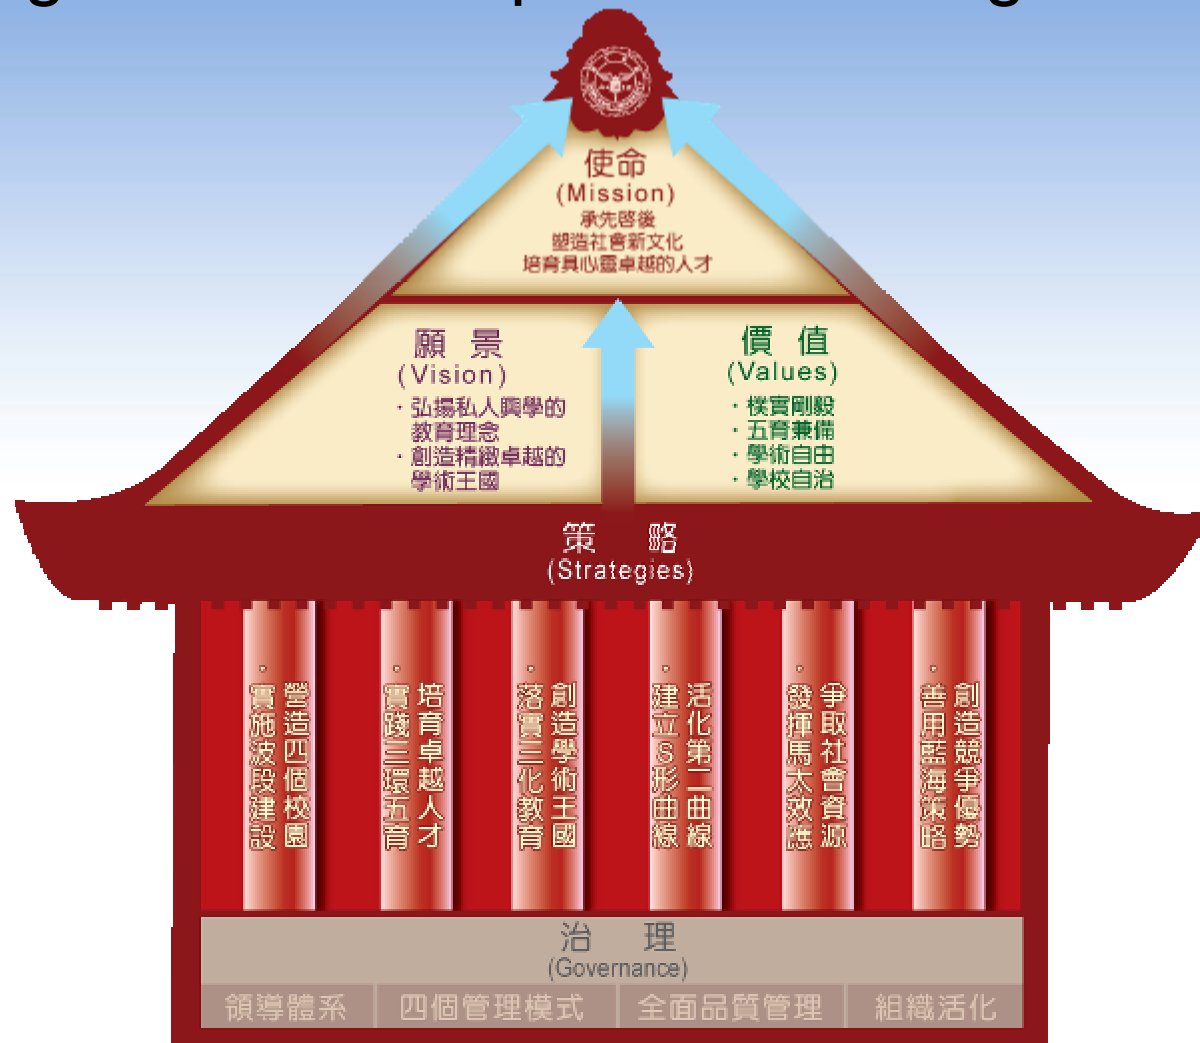 使命
(Mission)
承先啓後
塑造社會新文化
培育具心靈卓越的人才
願 景
(Vision)
·弘揚私人興學的
教育理念
·創造精緻卓越的
學術王國
價 值
(Values)
·樸實剛毅
·五育兼備
·學術自由
·學校自治
策 略
(Strategies)
·
營造四個校園
實施波段建設
·
培育卓越人才
實踐三環五育
·
創造學術王國
落實三化教育
·
活化第二曲線
建立S形曲線
·
爭取社會資源
發揮馬太效應
·
創造競爭優勢
善用藍海策略
治 理
(Governance)
領導體系
四個管理模式
全面品質管理
組織活化